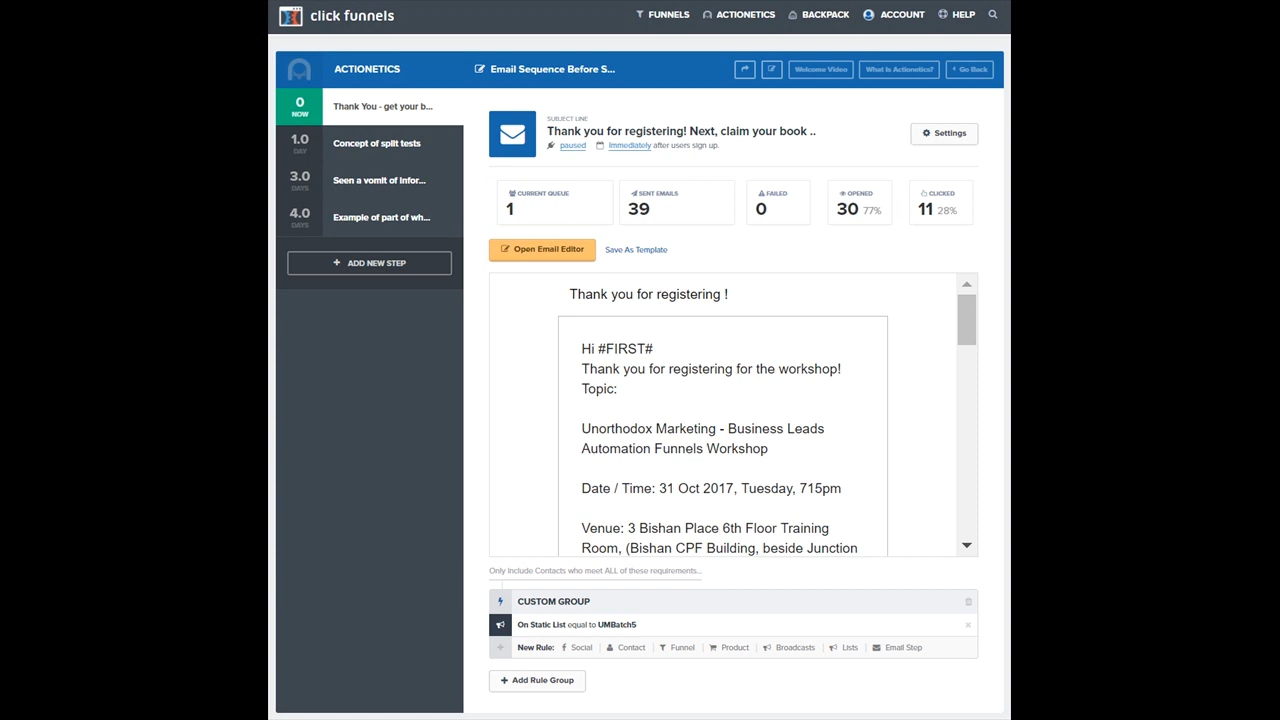 click funnels
FUNNELS ACTIONETICS BACKPACK ACCOUNT HELP
ACTIONETICS
Email Sequence Before S...
Welcome Video What Is Actionetics? Go Back
0
NOW
Thank You - get your b...
1.0
DAY
Concept of split tests
3.0
DAYS
Seen a vomit of infor...
4.0
DAYS
Example of part of wh...
+ ADD NEW STEP
SUBJECT LINE
Thank you for registering! Next, claim your book ..
paused Immediately after users sign up.
Settings
CURRENT QUEUE
1
SENT EMAILS
39
FAILED
0
OPENED
30 77%
CLICKED
11 28%
Open Email Editor Save As Template
Thank you for registering !
Hi #FIRST#
Thank you for registering for the workshop!
Topic:
Unorthodox Marketing - Business Leads
Automation Funnels Workshop
Date / Time: 31 Oct 2017, Tuesday, 715pm
Venue: 3 Bishan Place 6th Floor Training
Room, (Bishan CPF Building, beside Junction
Only Include Contacts who meet ALL of these requirements...
CUSTOM GROUP
On Static List equal to UMBatch5
New Rule: Social Contact Funnel Product Broadcasts Lists Email Step
+ Add Rule Group